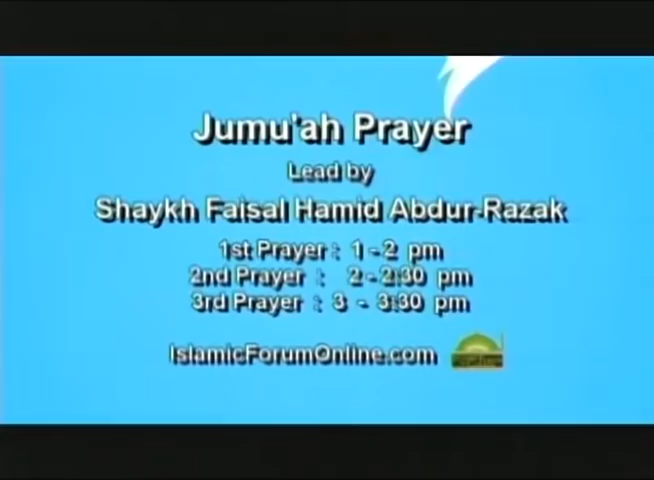 Jumu'ah Prayer
Lead by
Shaykh Faisal Hamid Abdur-Razak
1st Prayer : 1 - 2 pm
2nd Prayer : 2 - 2:30 pm
3rd Prayer : 3 - 3:30 pm
IslamicForumOnline.com